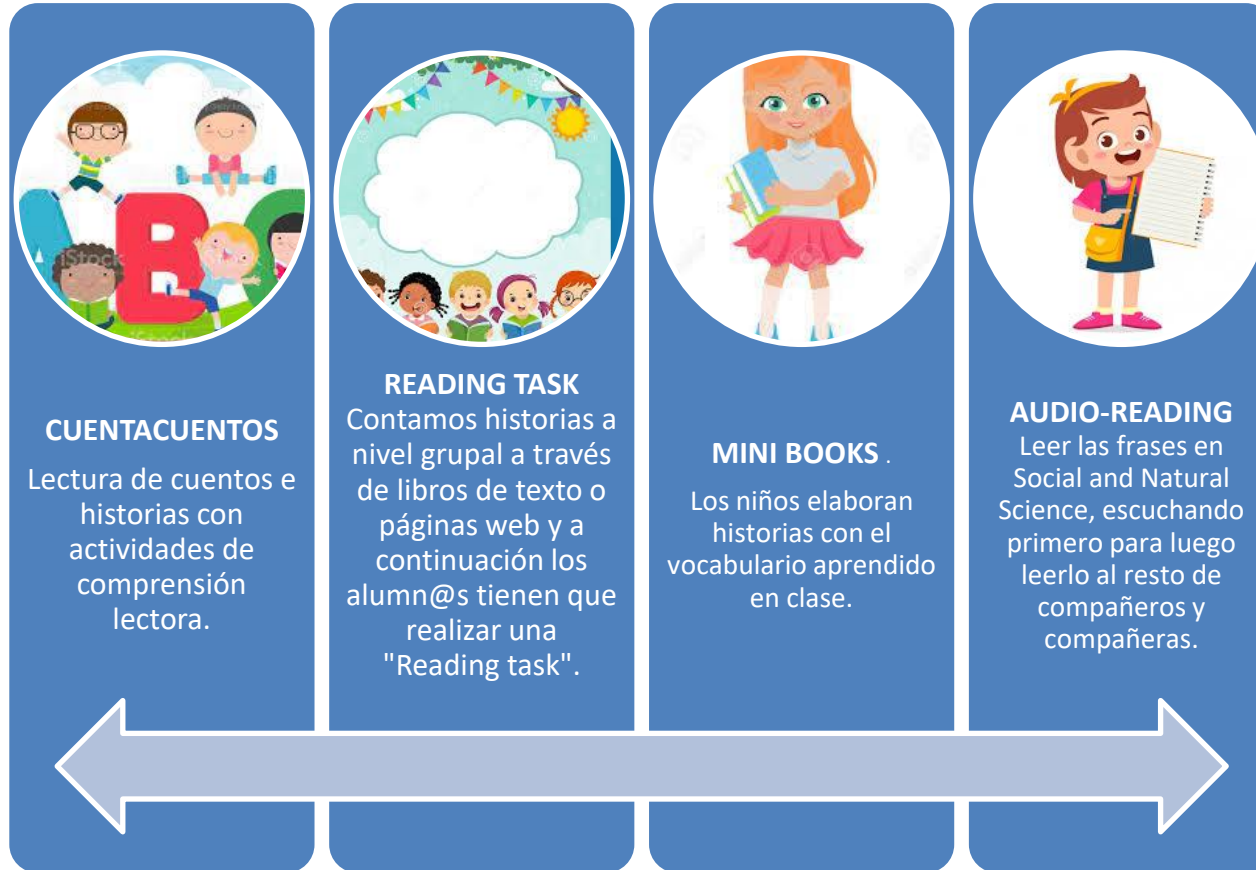 CUENTACUENTOS
Lectura de cuentos e
historias con
actividades de
comprensión
lectora.
READING TASK
Contamos historias a
nivel grupal a través
de libros de texto o
páginas web y a
continuación los
alumn@s tienen que
realizar una
"Reading task".
MINI BOOKS .
Los niños elaboran
historias con el
vocabulario aprendido
en clase.
AUDIO-READING
Leer las frases en
Social and Natural
Science, escuchando
primero para luego
leerlo al resto de
compañeros y
compañeras.
B
iStock